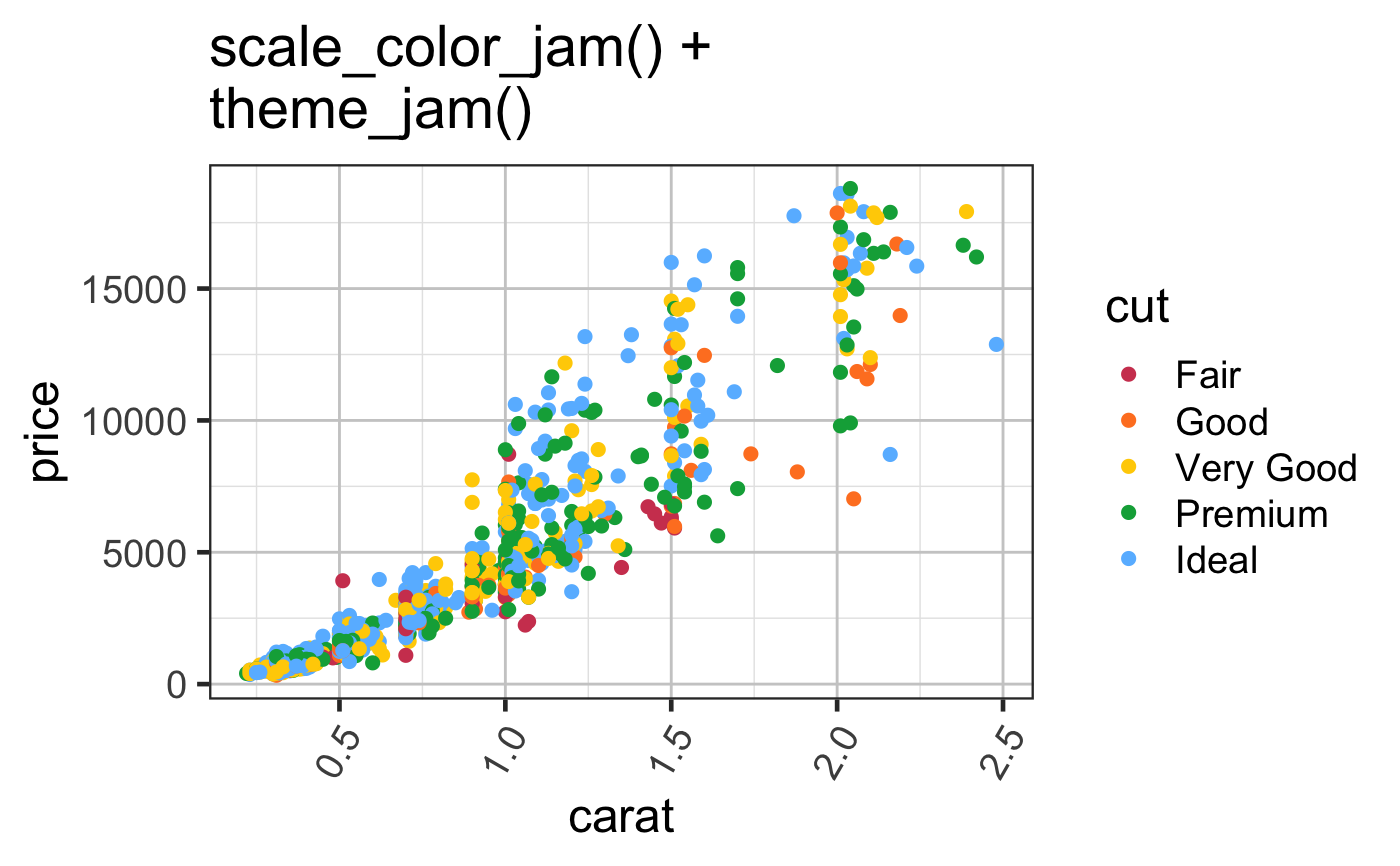 scale_color_jam() +
theme_jam()
price
15000
10000
5000
0
0.5
1.0
1.5
2.0
2.5
carat
cut
Fair
Good
Very Good
Premium
Ideal